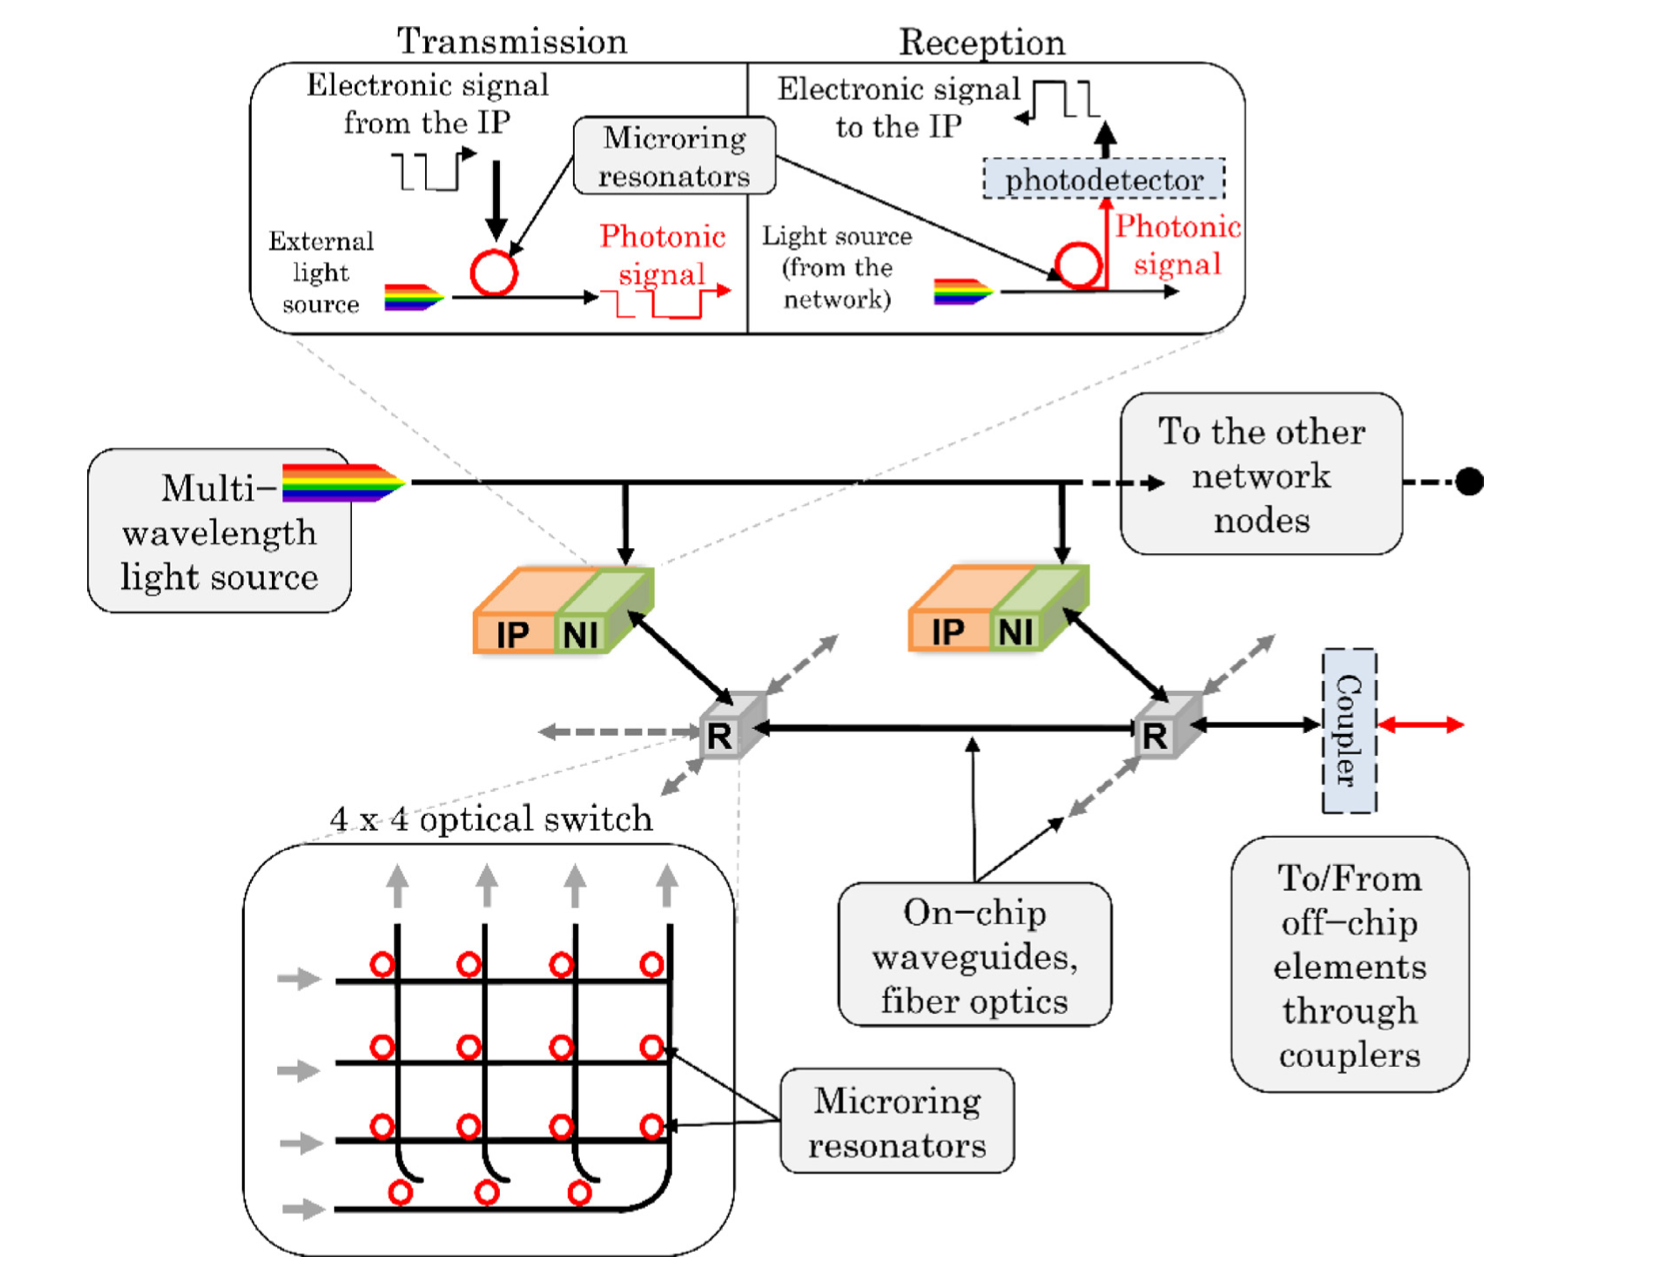 Transmission
Reception
Electronic signal
from the IP
Microring
resonators
Electronic signal
to the IP
photodetector
External
light
source
Photonic
signal
Light source
(from the
network)
Photonic
signal
Multi–
wavelength
light source
To the other
network
nodes
IP NI
IP NI
R
R
Coupler
4 x 4 optical switch
On–chip
waveguides,
fiber optics
To/From
off–chip
elements
through
couplers
Microring
resonators